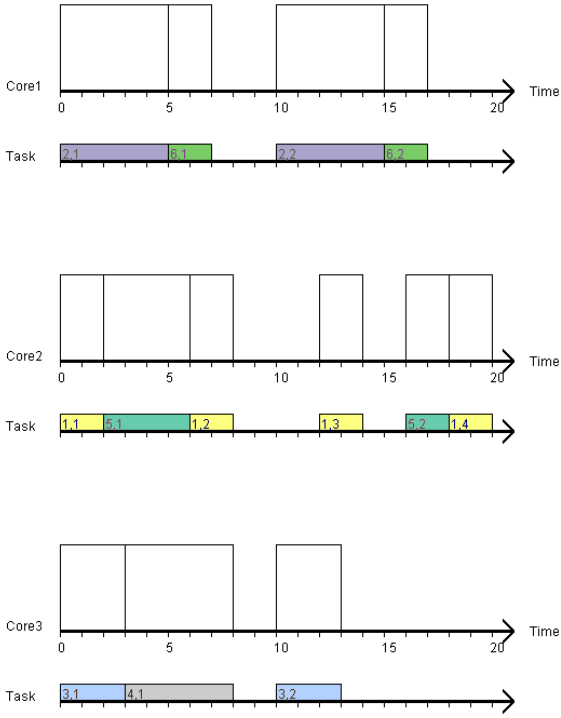 Core1
0 5 10 15 20 Time
Task 2,1 6,1 2,2 6,2
Core2
0 5 10 15 20 Time
Task 1,1 5,1 1,2 1,3 5,2 1,4
Core3
0 5 10 15 20 Time
Task 3,1 4,1 3,2